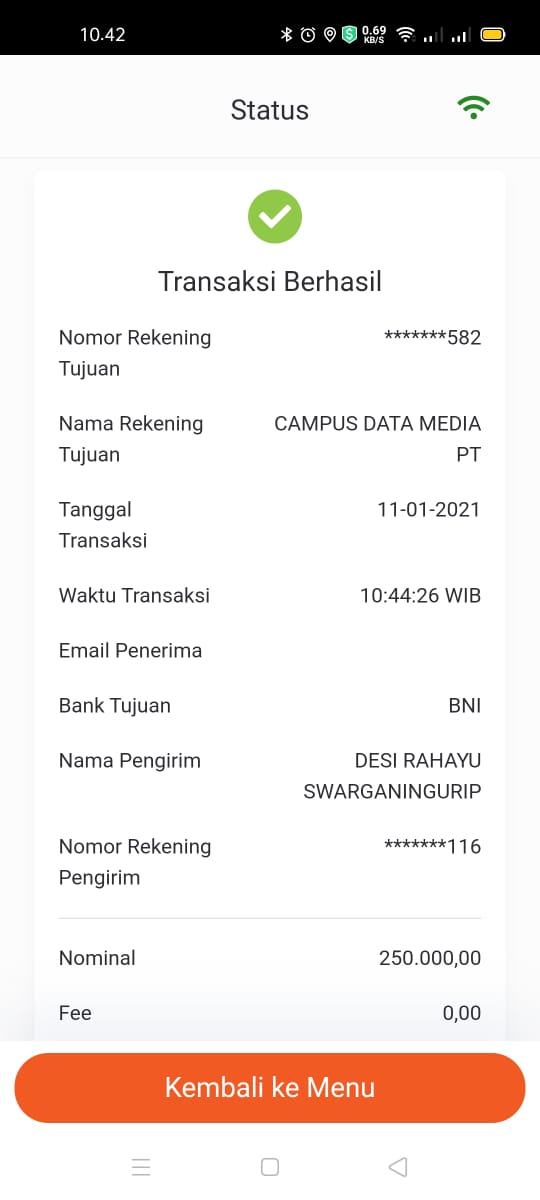 10.42
0.69
KB/S
Status
Transaksi Berhasil
Nomor Rekening
Tujuan
*******582
Nama Rekening
Tujuan
CAMPUS DATA MEDIA
PT
Tanggal
Transaksi
11-01-2021
Waktu Transaksi
10:44:26 WIB
Email Penerima
Bank Tujuan
BNI
Nama Pengirim
DESI RAHAYU
SWARGANINGURIP
Nomor Rekening
Pengirim
*******116
Nominal
250.000,00
Fee
0,00
Kembali ke Menu